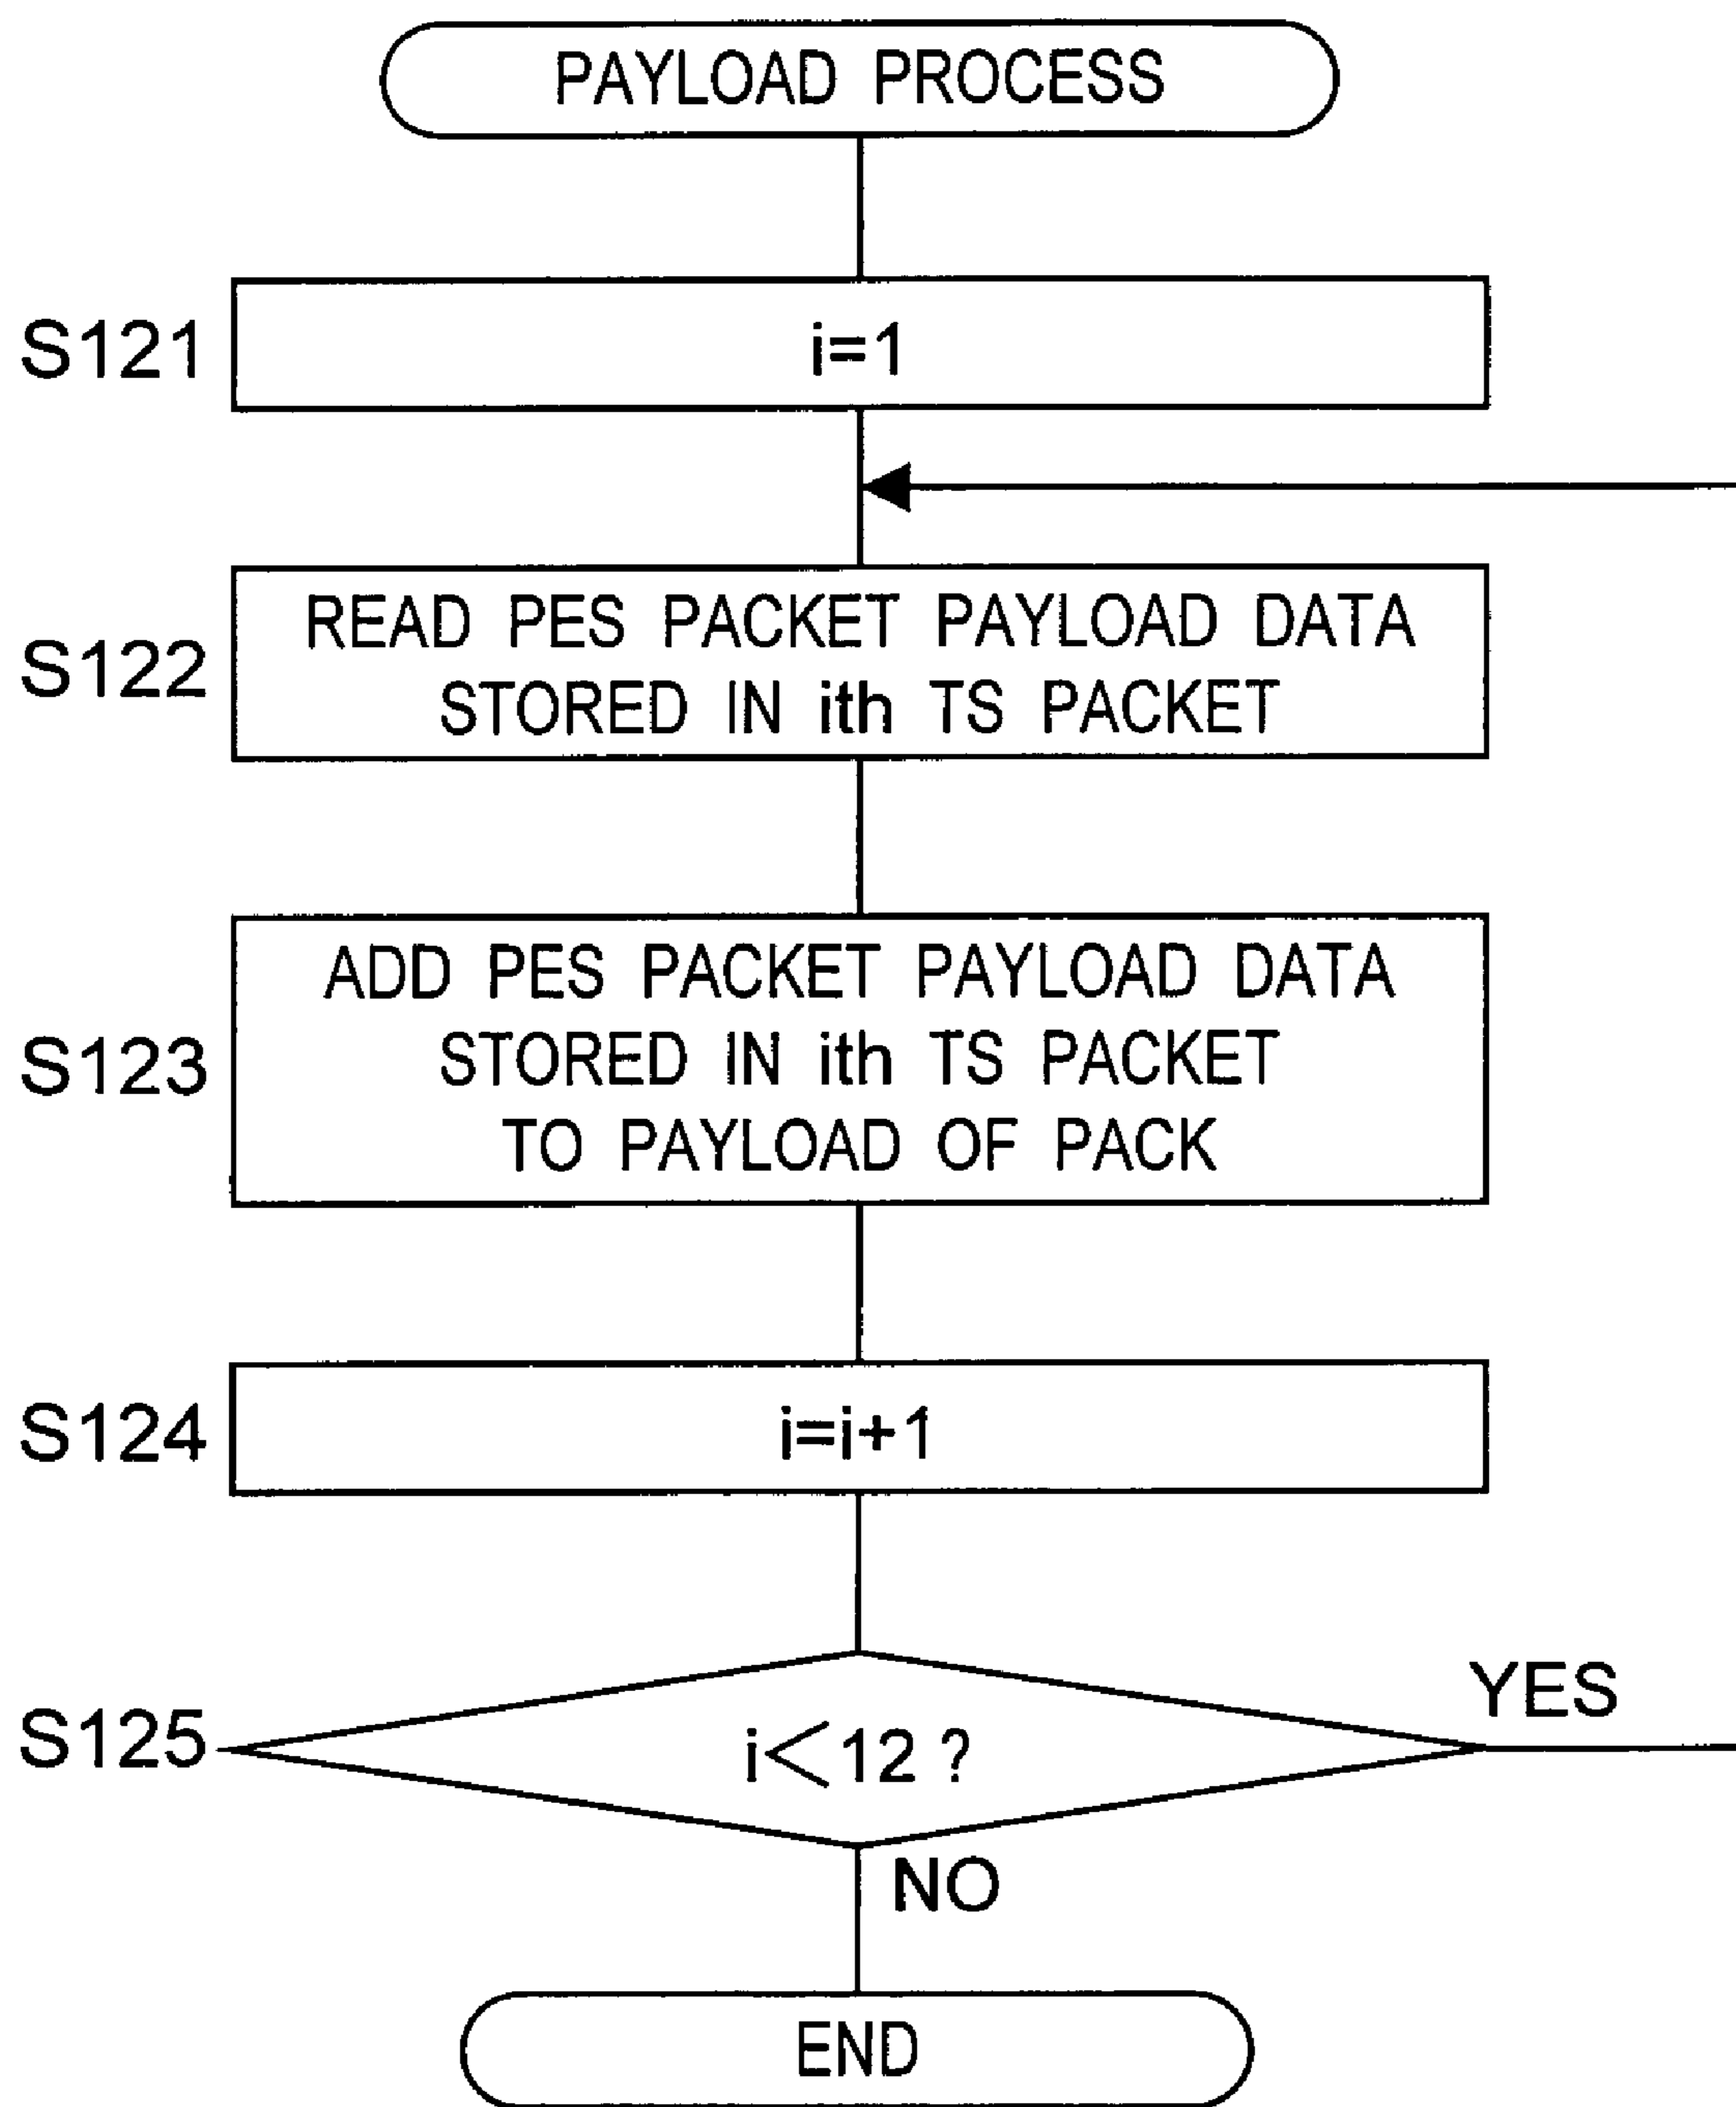 PAYLOAD PROCESS
S121
i=1
S122
READ PES PACKET PAYLOAD DATA
STORED IN ith TS PACKET
S123
ADD PES PACKET PAYLOAD DATA
STORED IN ith TS PACKET
TO PAYLOAD OF PACK
S124
i=i+1
S125
i<12 ?
YES
NO
END